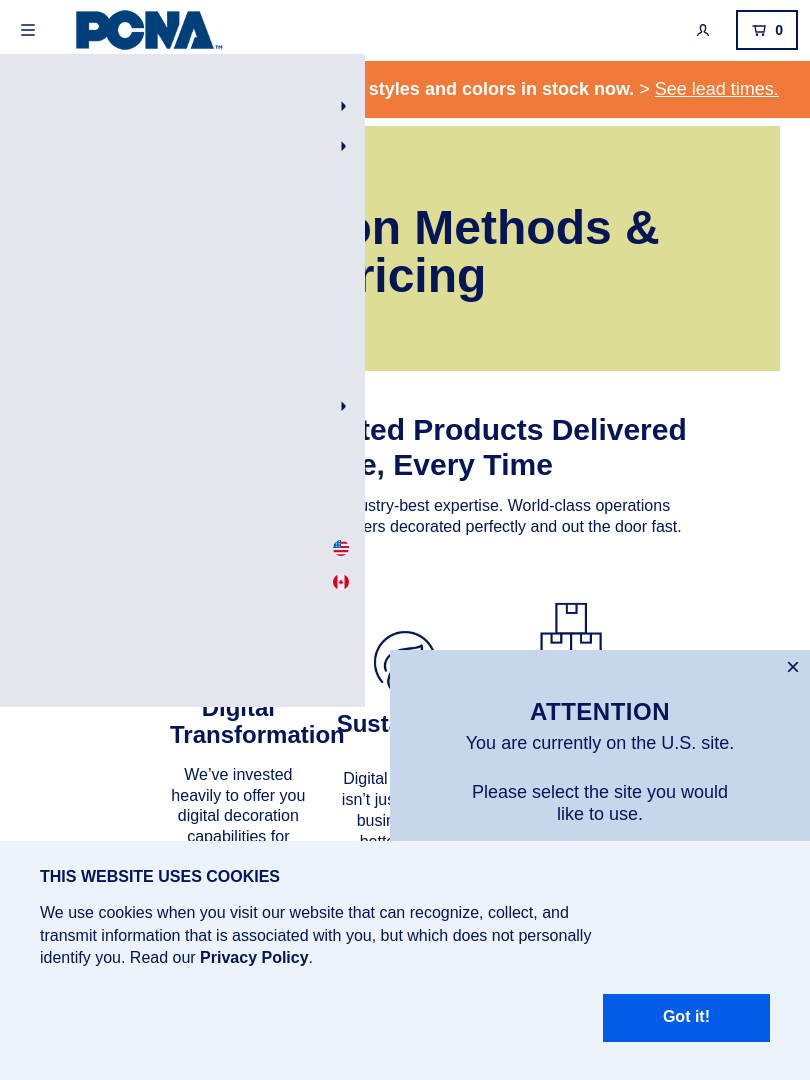 PCNA™
0
styles and colors in stock now. > See lead times.
on Methods &
ricing
ted Products Delivered
e, Every Time
ustry-best expertise. World-class operations
ers decorated perfectly and out the door fast.
Digital
Transformation
Susta
We've invested
heavily to offer you
digital decoration
capabilities for
Digital
isn't jus
busin
bette
×
ATTENTION
You are currently on the U.S. site.
Please select the site you would
like to use.
THIS WEBSITE USES COOKIES
We use cookies when you visit our website that can recognize, collect, and
transmit information that is associated with you, but which does not personally
identify you. Read our Privacy Policy.
Got it!